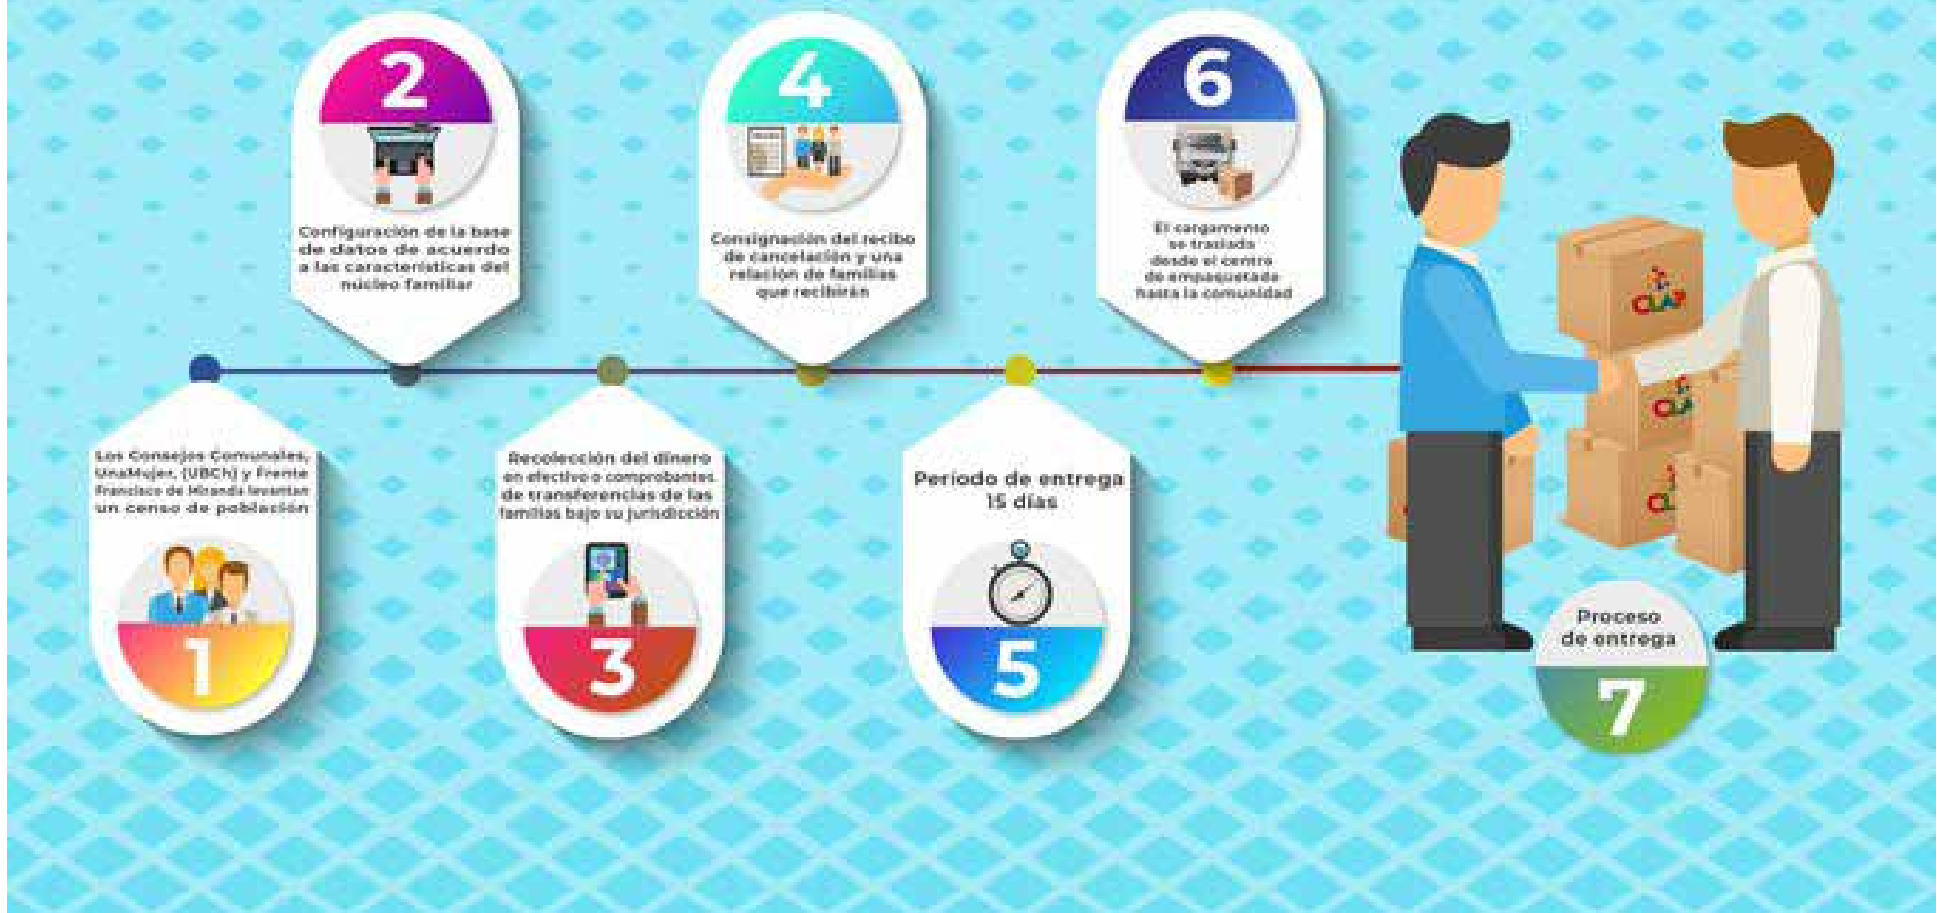 1
Los Consejos Comunales,
UnaMujer, (UBCh) y Frente
Francisco de Miranda levantan
un censo de población
2
Configuración de la base
de datos de acuerdo
a las características del
núcleo familiar
3
Recolección del dinero
en efectivo o comprobantes
de transferencias de las
familias bajo su jurisdicción
4
Consignación del recibo
de cancelación y una
relación de familias
que recibirán
5
Período de entrega
15 días
6
El cargamento
se traslada
desde el centro
de empaquetado
hasta la comunidad
CLAP
CLA
CL
Proceso
de entrega
7